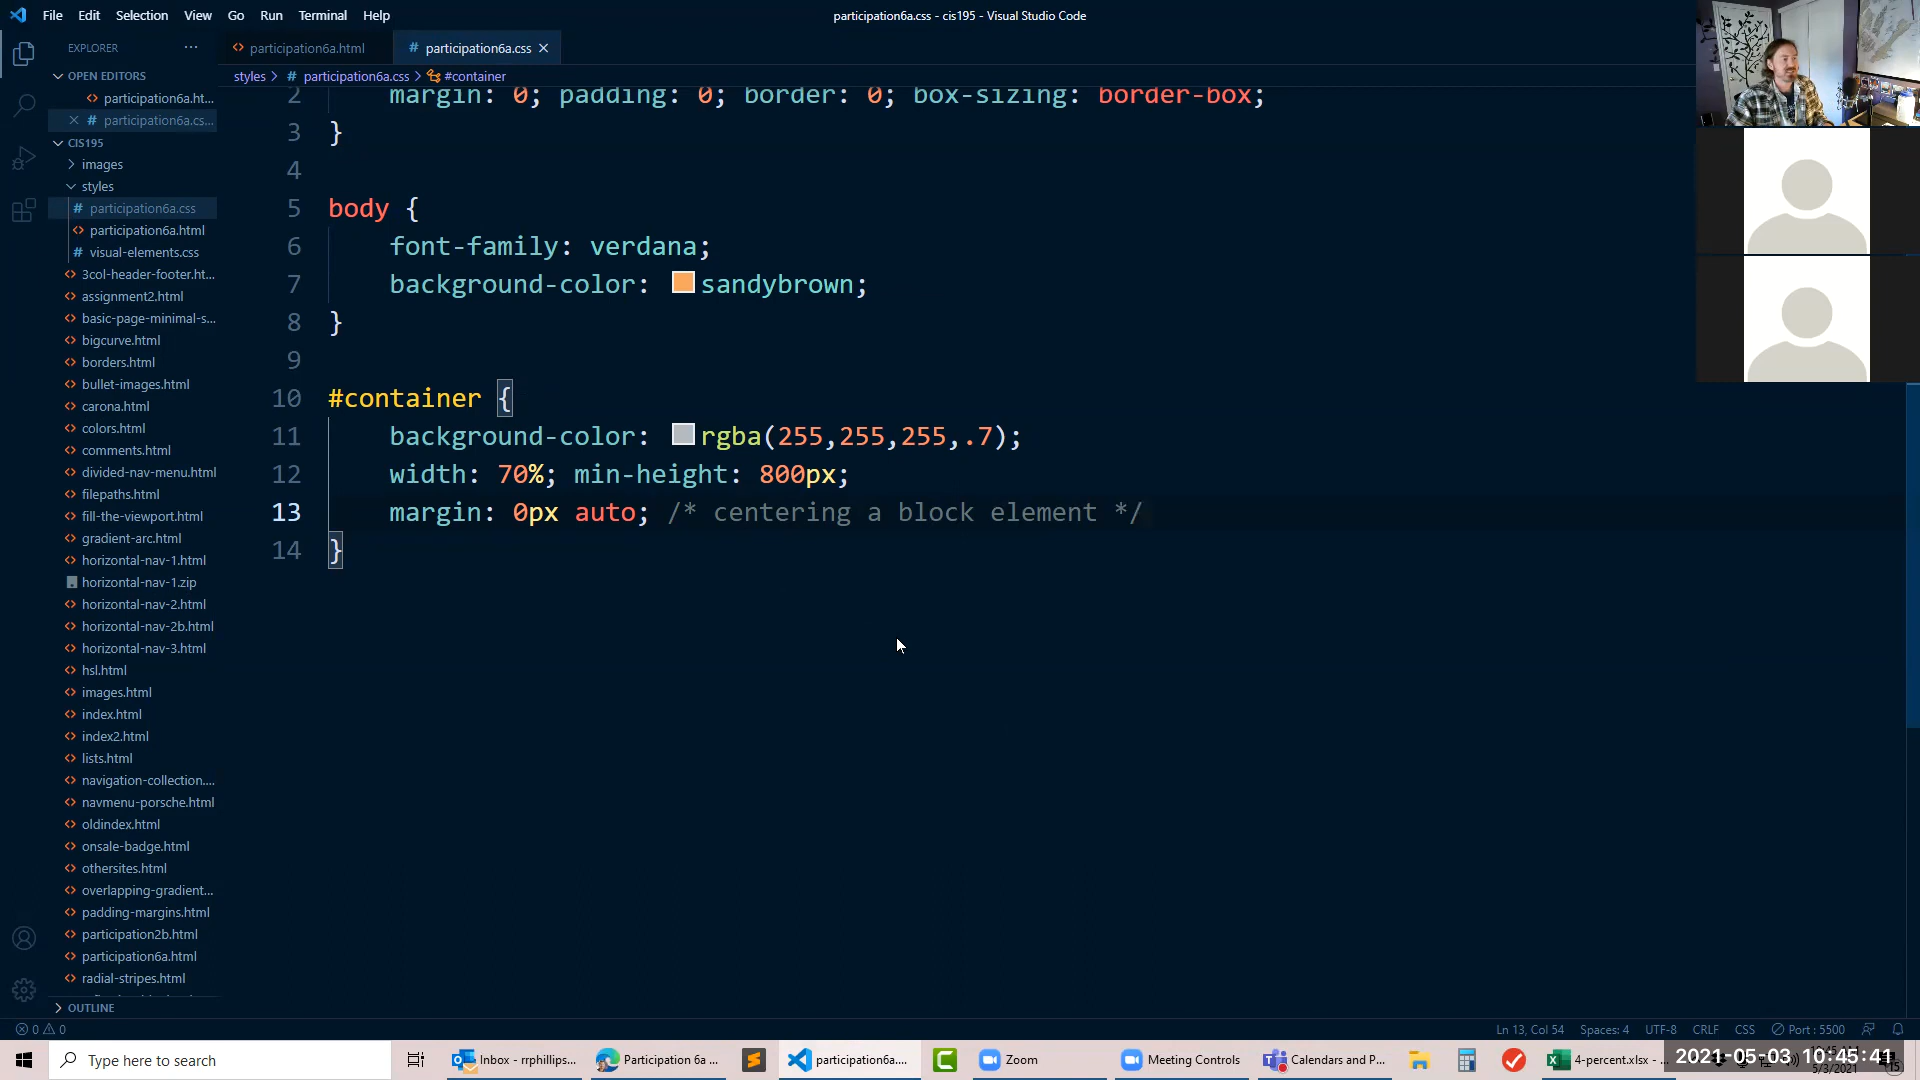 File Edit Selection View Go Run Terminal Help
participation6a.css - cis195 - Visual Studio Code
EXPLORER ···
participation6a.html
# participation6a.css
OPEN EDITORS
styles > # participation6a.css > #container
participation6a.ht...
# participation6a.cs...
CIS195
images
styles
# participation6a.css
participation6a.html
# visual-elements.css
3col-header-footer.ht...
assignment2.html
basic-page-minimal-s...
bigcurve.html
borders.html
bullet-images.html
carona.html
colors.html
comments.html
divided-nav-menu.html
filepaths.html
fill-the-viewport.html
gradient-arc.html
horizontal-nav-1.html
horizontal-nav-1.zip
horizontal-nav-2.html
horizontal-nav-2b.html
horizontal-nav-3.html
hsl.html
images.html
index.html
index2.html
lists.html
navigation-collection....
navmenu-porsche.html
oldindex.html
onsale-badge.html
othersites.html
overlapping-gradient...
padding-margins.html
participation2b.html
participation6a.html
radial-stripes.html
OUTLINE
2 margin: 0; padding: 0; border: 0; box-sizing: border-box;
3 }
4
5 body {
6 font-family: verdana;
7 background-color: sandybrown;
8 }
9
10 #container {
11 background-color: rgba(255,255,255,.7);
12 width: 70%; min-height: 800px;
13 margin: 0px auto; /* centering a block element */
14 }
0 0
Ln 13, Col 54 Spaces: 4 UTF-8 CRLF CSS Port : 5500
Type here to search
Inbox - rrphillips...
Participation 6a ...
participation6a....
Zoom
Meeting Controls
Calendars and P...
4-percent.xlsx - ...
2021-05-03 10:45:41
5/3/2021
15